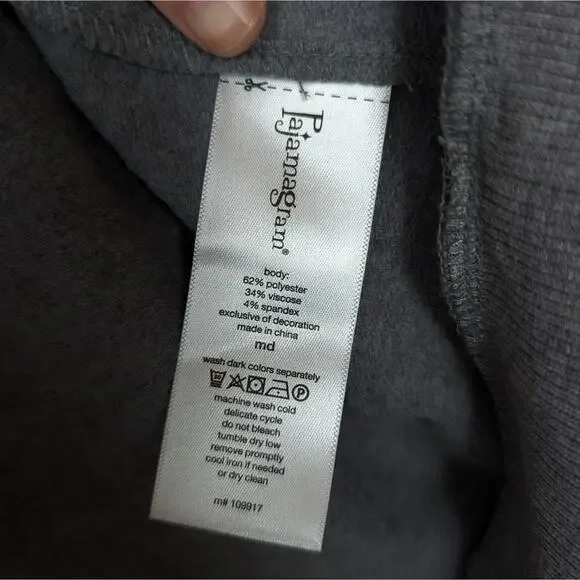 Pajamagram®
body:
62% polyester
34% viscose
4% spandex
exclusive of decoration
made in china
md
wash dark colors separately
30 P
machine wash cold
delicate cycle
do not bleach
tumble dry low
remove promptly
cool iron if needed
or dry clean
m# 109917